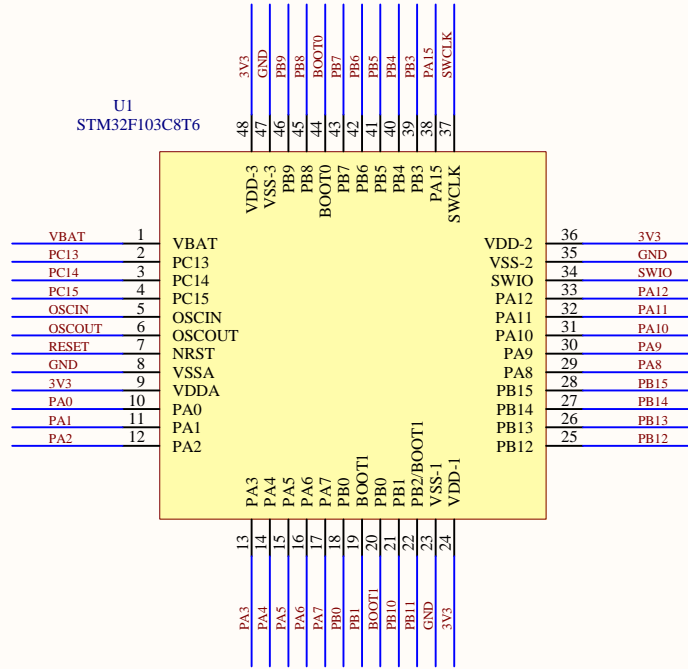 3V3 GND PB9 PB8 BOOT0 PB7 PB6 PB5 PB4 PB3 PA15 SWCLK
U1
STM32F103C8T6
48 47 46 45 44 43 42 41 40 39 38 37
VDD-3 VSS-3 PB9 PB8 BOOT0 PB7 PB6 PB5 PB4 PB3 PA15 SWCLK
VBAT 1 VBAT VDD-2 36 3V3
PC13 2 PC13 VSS-2 35 GND
PC14 3 PC14 SWIO 34 SWIO
PC15 4 PC15 PA12 33 PA12
OSCIN 5 OSCIN PA11 32 PA11
OSCOUT 6 OSCOUT PA10 31 PA10
RESET 7 NRST PA9 30 PA9
GND 8 VSSA PA8 29 PA8
3V3 9 VDDA PB15 28 PB15
PA0 10 PA0 PB14 27 PB14
PA1 11 PA1 PB13 26 PB13
PA2 12 PA2 PB12 25 PB12
PA3 PA4 PA5 PA6 PA7 PB0 BOOT1 PB0 PB1 PB2/BOOT1 VSS-1 VDD-1
13 14 15 16 17 18 19 20 21 22 23 24
PA3 PA4 PA5 PA6 PA7 PB0 PB1 BOOT1 PB10 PB11 GND 3V3